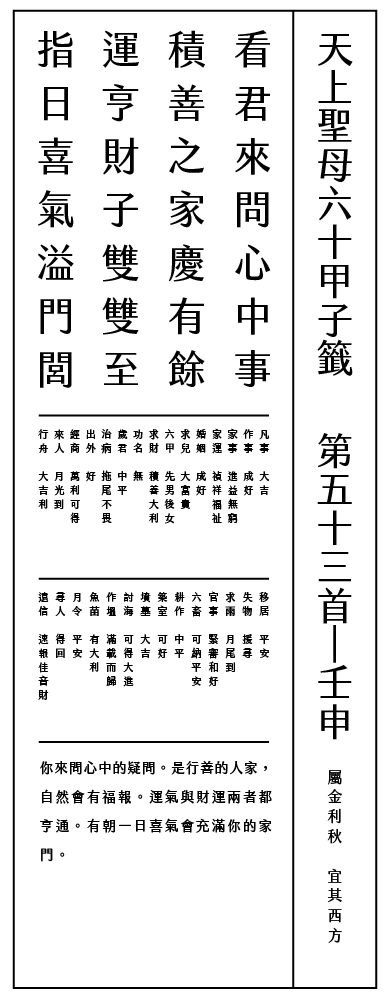 天上聖母六十甲子籤　第五十三首｜壬申
屬金利秋　宜其西方
看君來問心中事
積善之家慶有餘
運亨財子雙雙至
指日喜氣溢門閭
凡事　大吉
作事　成好
家事　進益無窮
家運　禎祥福祉
婚姻　成好
求兒　大富貴
六甲　先男後女
求財　積善大利
功名　無
歲君　中平
治病　拖尾不畏
出外　好
經商　萬利可得
來人　月光到
行舟　大吉利
移居　平安
失物　援尋
求雨　月尾到
官事　緊審和好
六畜　可納平安
耕作　中平
築室　可好
墳墓　大吉
討海　可得大進
作塭　滿載而歸
魚苗　有大利
月令　平安
尋人　得回
遠信　速報佳音財
你來問心中的疑問。是行善的人家，
自然會有福報。運氣與財運兩者都
亨通。有朝一日喜氣會充滿你的家
門。